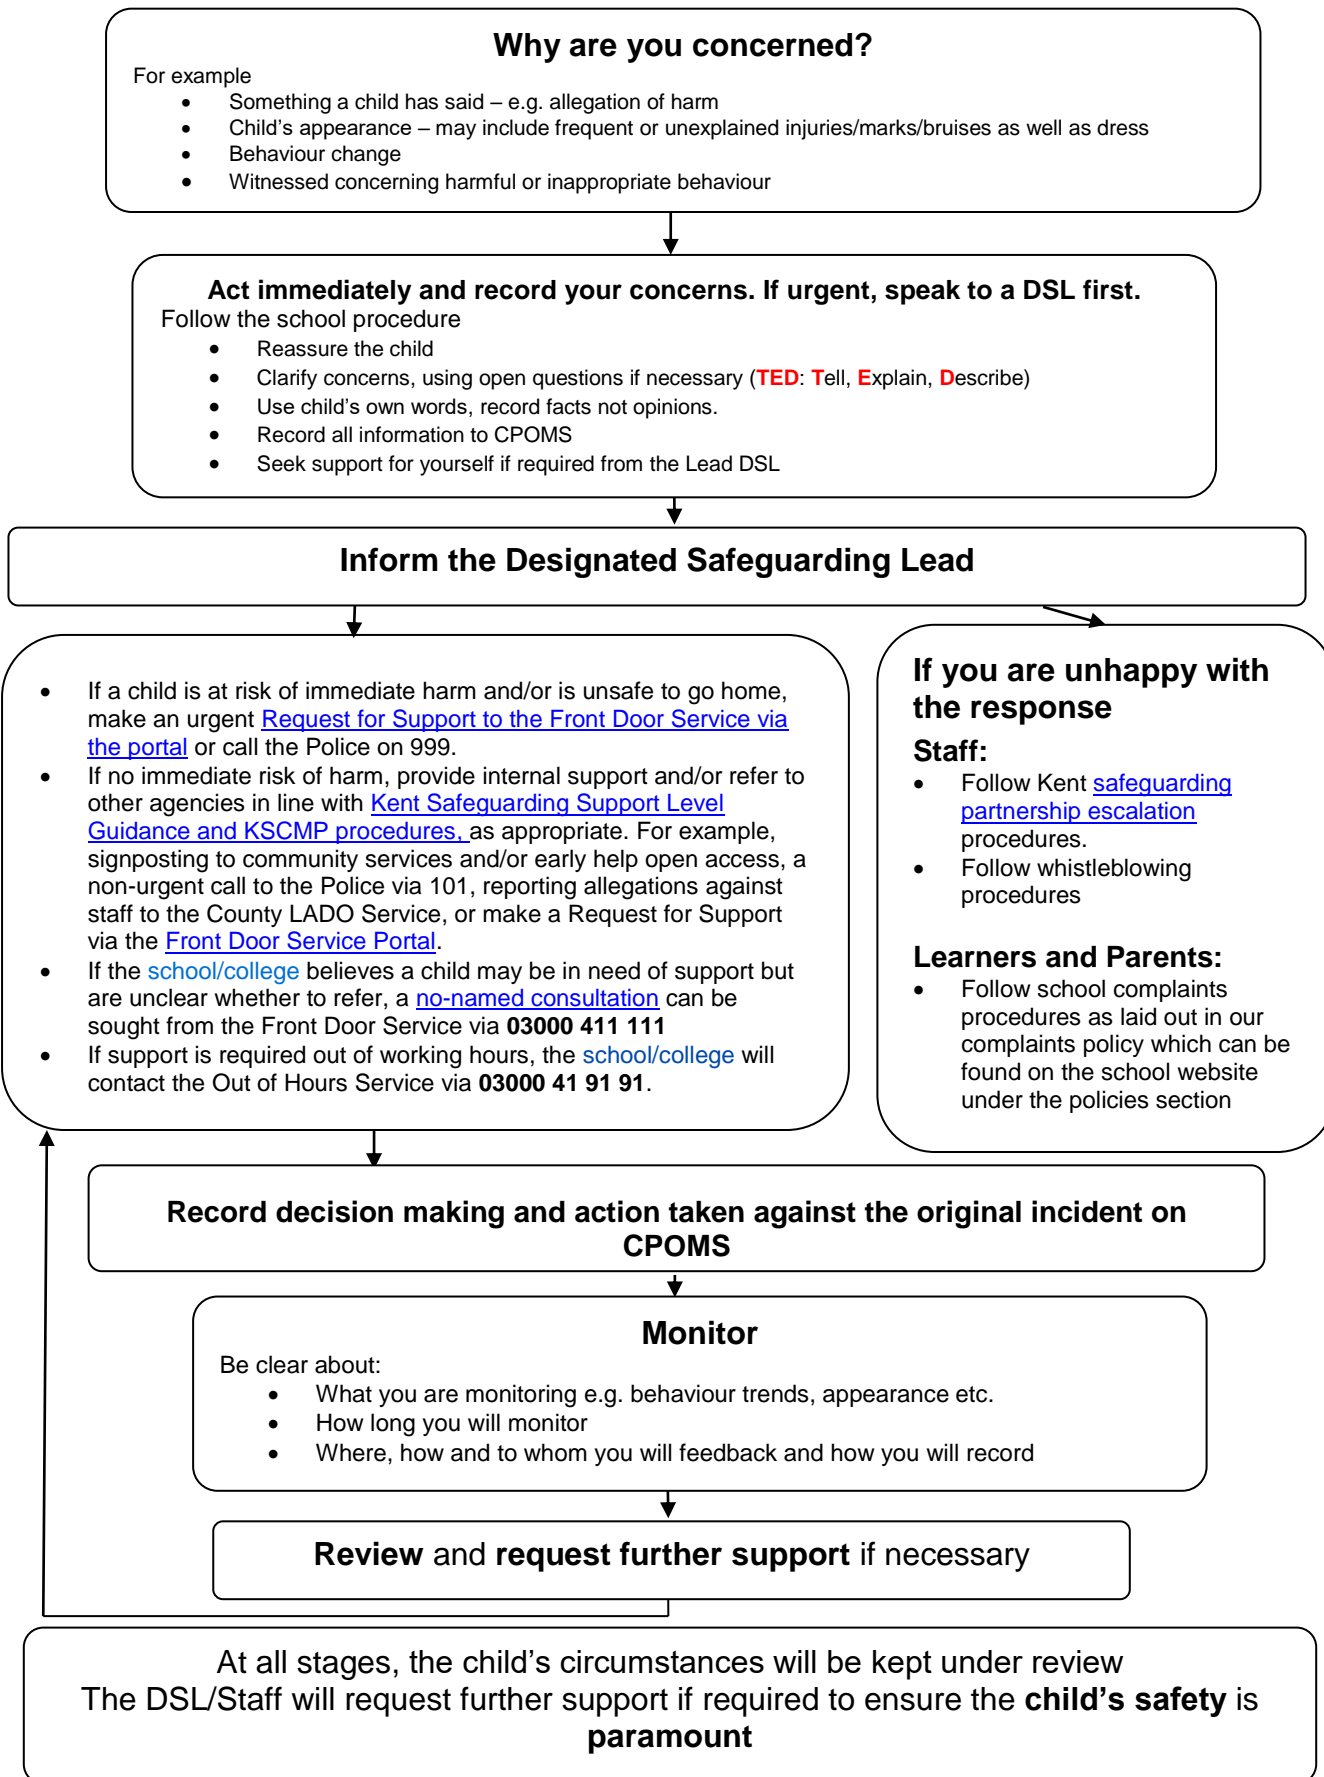 Why are you concerned?
For example
• Something a child has said – e.g. allegation of harm
• Child's appearance – may include frequent or unexplained injuries/marks/bruises as well as dress
• Behaviour change
• Witnessed concerning harmful or inappropriate behaviour
Act immediately and record your concerns. If urgent, speak to a DSL first.
Follow the school procedure
• Reassure the child
• Clarify concerns, using open questions if necessary (TED: Tell, Explain, Describe)
• Use child's own words, record facts not opinions.
• Record all information to CPOMS
• Seek support for yourself if required from the Lead DSL
Inform the Designated Safeguarding Lead
• If a child is at risk of immediate harm and/or is unsafe to go home,
make an urgent Request for Support to the Front Door Service via
the portal or call the Police on 999.
• If no immediate risk of harm, provide internal support and/or refer to
other agencies in line with Kent Safeguarding Support Level
Guidance and KSCMP procedures, as appropriate. For example,
signposting to community services and/or early help open access, a
non-urgent call to the Police via 101, reporting allegations against
staff to the County LADO Service, or make a Request for Support
via the Front Door Service Portal.
• If the school/college believes a child may be in need of support but
are unclear whether to refer, a no-named consultation can be
sought from the Front Door Service via 03000 411 111
• If support is required out of working hours, the school/college will
contact the Out of Hours Service via 03000 41 91 91.
If you are unhappy with
the response
Staff:
• Follow Kent safeguarding
partnership escalation
procedures.
• Follow whistleblowing
procedures
Learners and Parents:
• Follow school complaints
procedures as laid out in our
complaints policy which can be
found on the school website
under the policies section
Record decision making and action taken against the original incident on
CPOMS
Monitor
Be clear about:
• What you are monitoring e.g. behaviour trends, appearance etc.
• How long you will monitor
• Where, how and to whom you will feedback and how you will record
Review and request further support if necessary
At all stages, the child's circumstances will be kept under review
The DSL/Staff will request further support if required to ensure the child's safety is
paramount